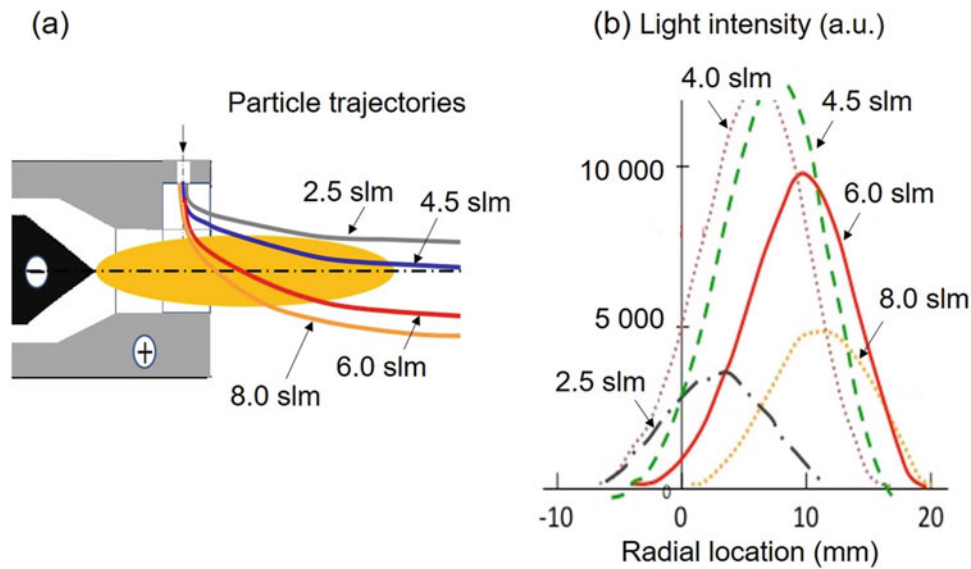 (a)
Particle trajectories
2.5 slm
4.5 slm
6.0 slm
8.0 slm
−
+
(b) Light intensity (a.u.)
4.0 slm
4.5 slm
10 000
6.0 slm
8.0 slm
5 000
2.5 slm
0
-10 0 10 20
Radial location (mm)